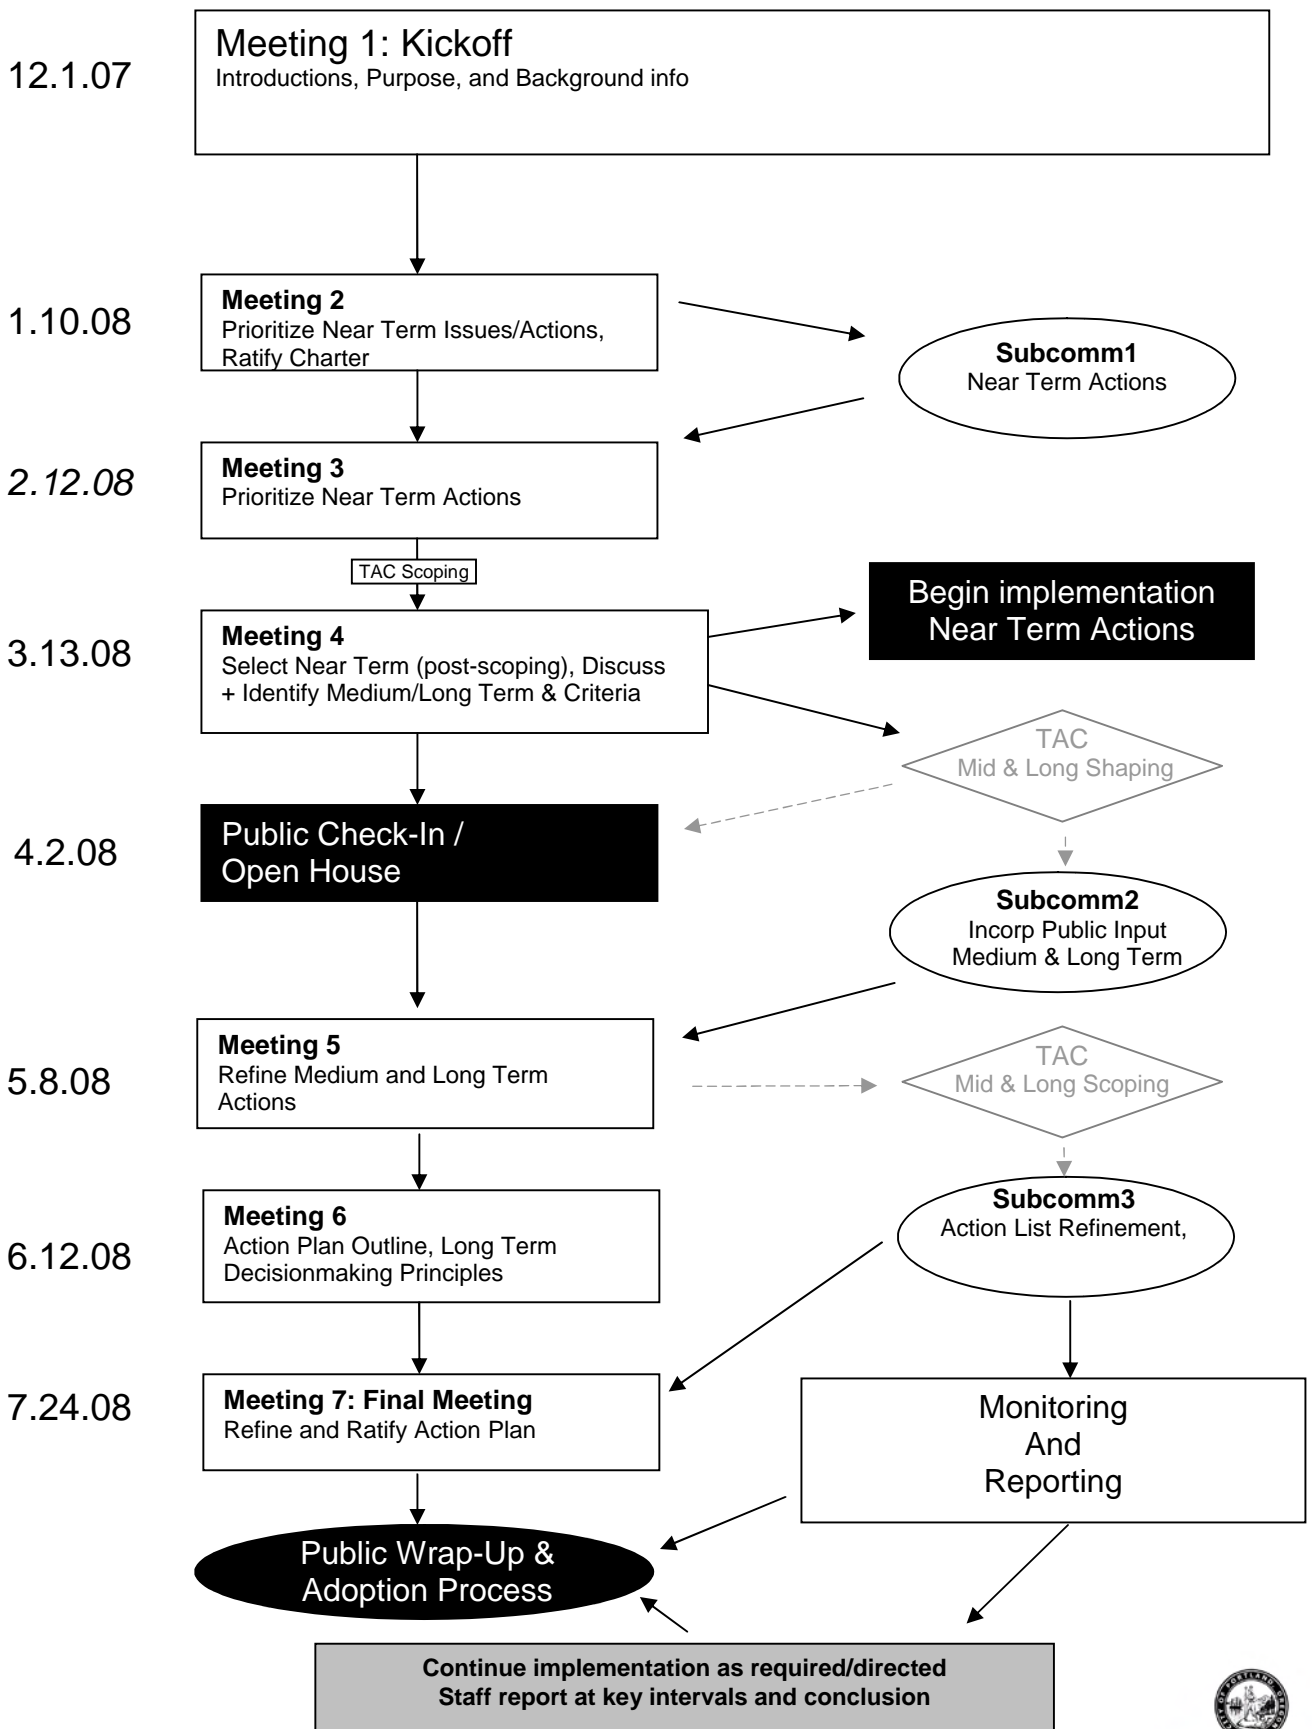 12.1.07
Meeting 1: Kickoff
Introductions, Purpose, and Background info
1.10.08
Meeting 2
Prioritize Near Term Issues/Actions,
Ratify Charter
Subcomm1
Near Term Actions
2.12.08
Meeting 3
Prioritize Near Term Actions
TAC Scoping
3.13.08
Meeting 4
Select Near Term (post-scoping), Discuss
+ Identify Medium/Long Term & Criteria
Begin implementation
Near Term Actions
TAC
Mid & Long Shaping
4.2.08
Public Check-In /
Open House
Subcomm2
Incorp Public Input
Medium & Long Term
5.8.08
Meeting 5
Refine Medium and Long Term
Actions
TAC
Mid & Long Scoping
6.12.08
Meeting 6
Action Plan Outline, Long Term
Decisionmaking Principles
Subcomm3
Action List Refinement,
7.24.08
Meeting 7: Final Meeting
Refine and Ratify Action Plan
Monitoring
And
Reporting
Public Wrap-Up &
Adoption Process
Continue implementation as required/directed
Staff report at key intervals and conclusion
OF PORTLAND, OREGO